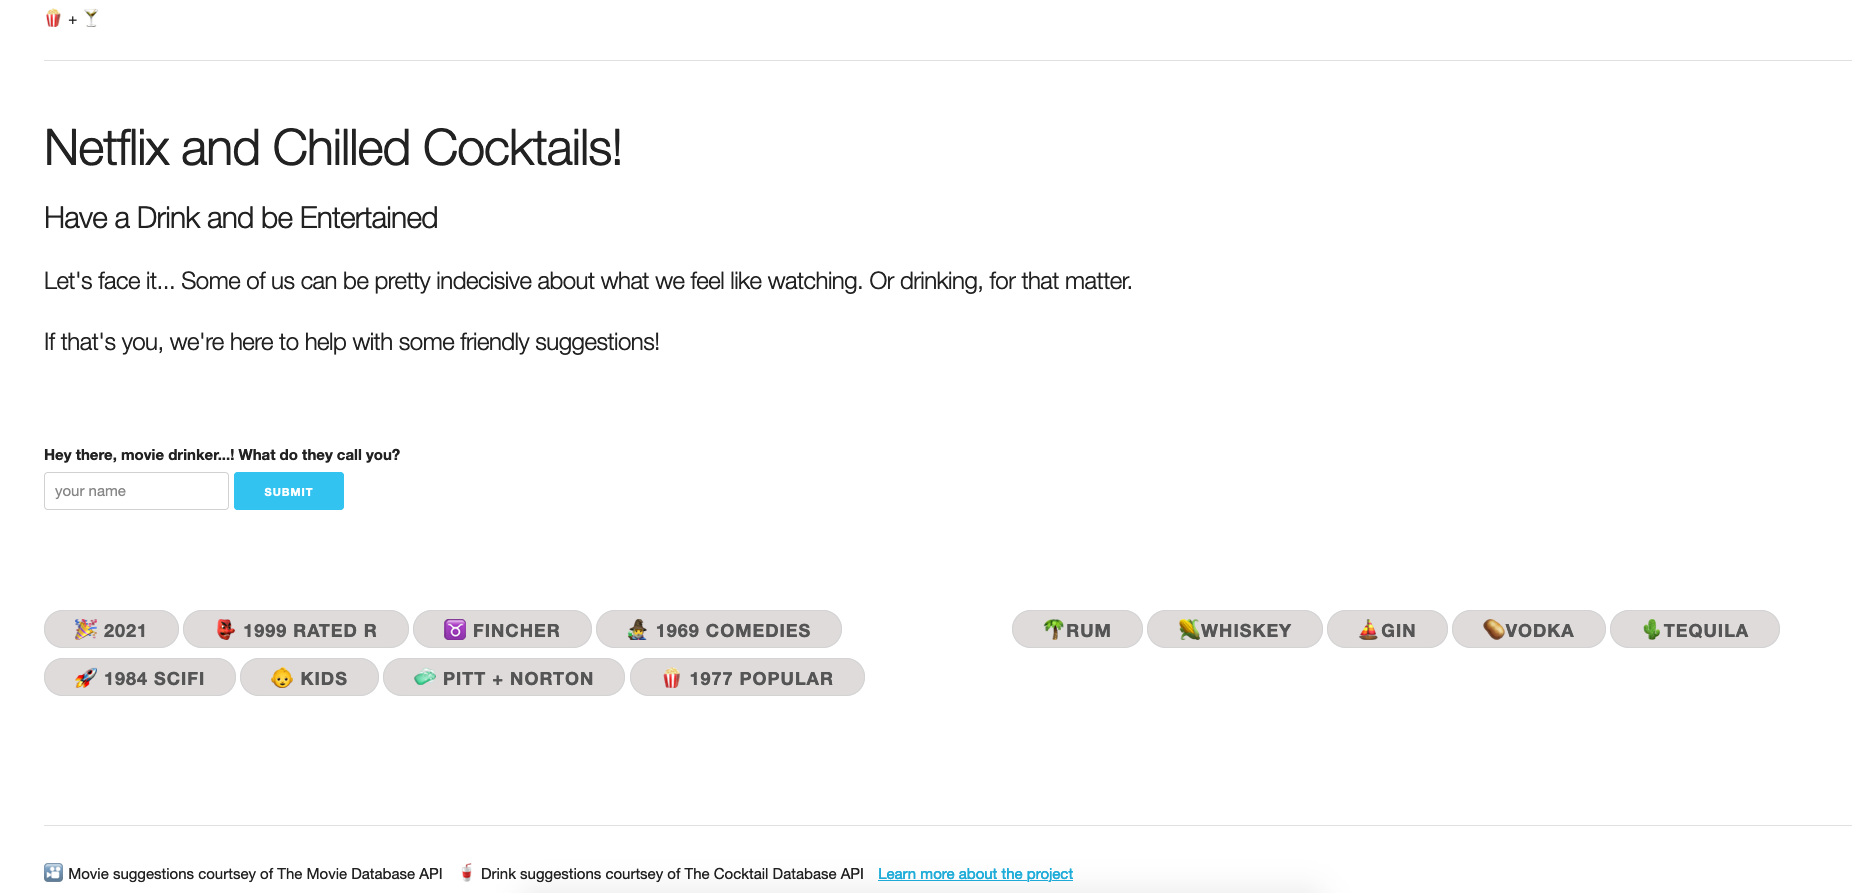 🍿 + 🍸
Netflix and Chilled Cocktails!
Have a Drink and be Entertained
Let's face it... Some of us can be pretty indecisive about what we feel like watching. Or drinking, for that matter.
If that's you, we're here to help with some friendly suggestions!
Hey there, movie drinker...! What do they call you?
your name SUBMIT
🎉 2021 👺 1999 RATED R ♉ FINCHER 🧙‍♂️ 1969 COMEDIES
🚀 1984 SCIFI 👶 KIDS 🧼 PITT + NORTON 🍿 1977 POPULAR
🌴RUM 🌽WHISKEY ⛵GIN 🥔VODKA 🌵TEQUILA
🎦 Movie suggestions courtsey of The Movie Database API 🥤 Drink suggestions courtsey of The Cocktail Database API Learn more about the project